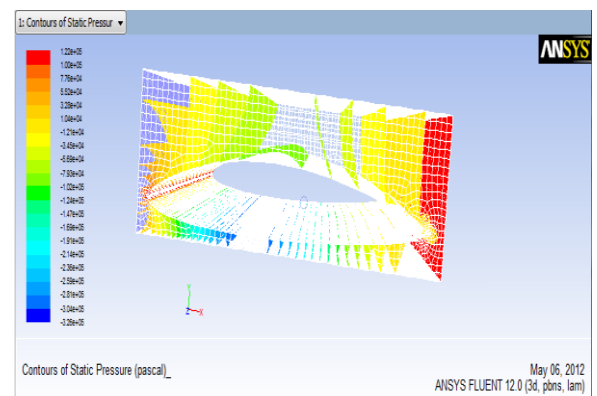 1: Contours of Static Pressur
ANSYS
1.22e+05
1.00e+05
7.76e+04
5.52e+04
3.28e+04
1.04e+04
-1.21e+04
-3.45e+04
-5.69e+04
-7.93e+04
-1.02e+05
-1.24e+05
-1.47e+05
-1.69e+05
-1.91e+05
-2.14e+05
-2.36e+05
-2.59e+05
-2.81e+05
-3.04e+05
-3.26e+05
Y
Z X
Contours of Static Pressure (pascal)_
May 06, 2012
ANSYS FLUENT 12.0 (3d, pbns, lam)